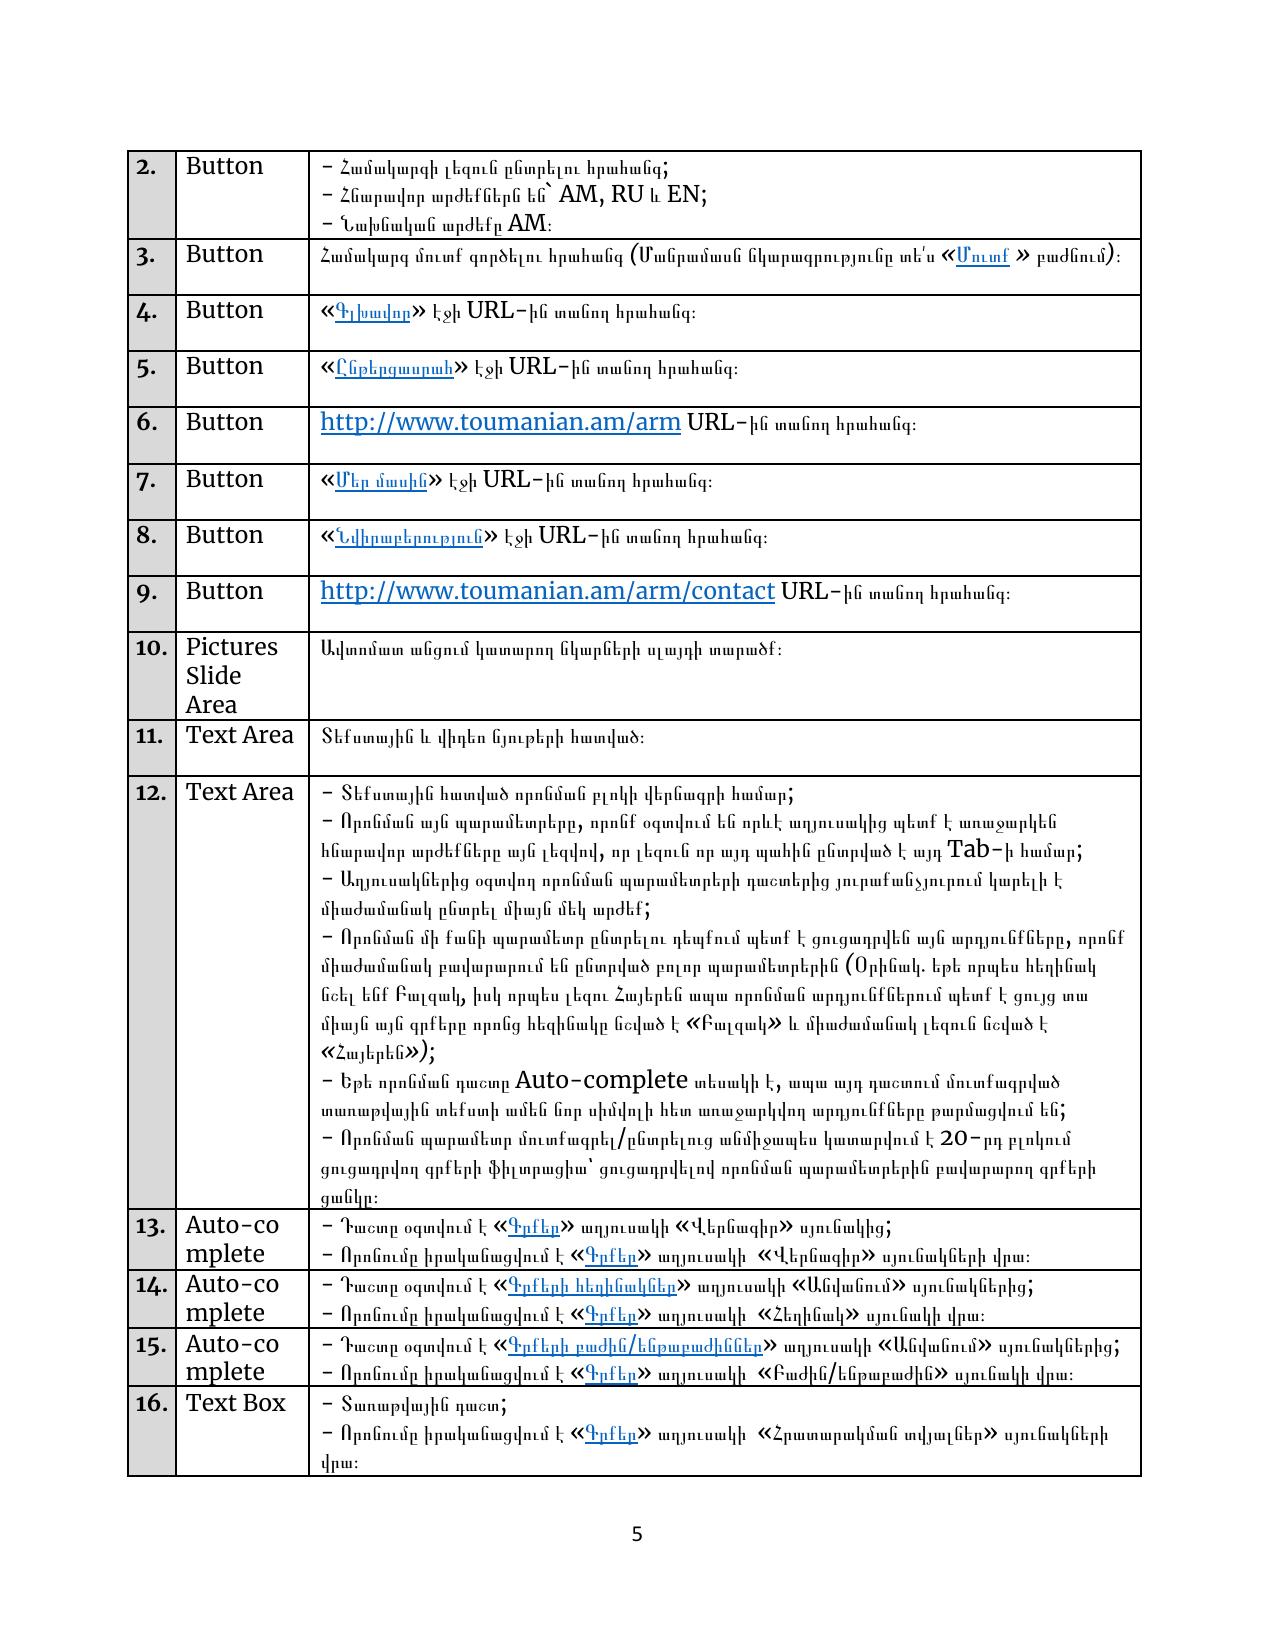 2. Button – Համակարգի լեզուն ընտրելու հրահանգ;
– Հնարավոր արժեքներն են՝ AM, RU և EN;
– Նախնական արժեքը AM:
3. Button Համակարգ մուտք գործելու հրահանգ (Մանրամասն նկարագրությունը տե՛ս «Մուտք » բաժնում):
4. Button «Գլխավոր» էջի URL-ին տանող հրահանգ:
5. Button «Ընթերցասրահ» էջի URL-ին տանող հրահանգ:
6. Button http://www.toumanian.am/arm URL-ին տանող հրահանգ:
7. Button «Մեր մասին» էջի URL-ին տանող հրահանգ:
8. Button «Նվիրաբերություն» էջի URL-ին տանող հրահանգ:
9. Button http://www.toumanian.am/arm/contact URL-ին տանող հրահանգ:
10. Pictures Ավտոմատ անցում կատարող նկարների սլայդի տարածք:
Slide
Area
11. Text Area Տեքստային և վիդեո նյութերի հատված:
12. Text Area – Տեքստային հատված որոնման բլոկի վերնագրի համար;
– Որոնման այն պարամետրերը, որոնք օգտվում են որևէ աղյուսակից պետք է առաջարկեն
հնարավոր արժեքները այն լեզվով, որ լեզուն որ այդ պահին ընտրված է այդ Tab-ի համար;
– Աղյուսակներից օգտվող որոնման պարամետրերի դաշտերից յուրաքանչյուրում կարելի է
միաժամանակ ընտրել միայն մեկ արժեք;
– Որոնման մի քանի պարամետր ընտրելու դեպքում պետք է ցուցադրվեն այն արդյունքները, որոնք
միաժամանակ բավարարում են ընտրված բոլոր պարամետրերին (Օրինակ. եթե որպես հեղինակ
նշել ենք Բալզակ, իսկ որպես լեզու Հայերեն ապա որոնման արդյունքներում պետք է ցույց տա
միայն այն գրքերը որոնց հեղինակը նշված է «Բալզակ» և միաժամանակ լեզուն նշված է
«Հայերեն»);
– Եթե որոնման դաշտը Auto-complete տեսակի է, ապա այդ դաշտում մուտքագրված
տառաթվային տեքստի ամեն նոր սիմվոլի հետ առաջարկվող արդյունքները թարմացվում են;
– Որոնման պարամետր մուտքագրել/ընտրելուց անմիջապես կատարվում է 20-րդ բլոկում
ցուցադրվող գրքերի ֆիլտրացիա՝ ցուցադրվելով որոնման պարամետրերին բավարարող գրքերի
ցանկը:
13. Auto-co – Դաշտը օգտվում է «Գրքեր» աղյուսակի «Վերնագիր» սյունակից;
mplete – Որոնումը իրականացվում է «Գրքեր» աղյուսակի «Վերնագիր» սյունակների վրա:
14. Auto-co – Դաշտը օգտվում է «Գրքերի հեղինակներ» աղյուսակի «Անվանում» սյունակներից;
mplete – Որոնումը իրականացվում է «Գրքեր» աղյուսակի «Հեղինակ» սյունակի վրա:
15. Auto-co – Դաշտը օգտվում է «Գրքերի բաժին/ենթաբաժիններ» աղյուսակի «Անվանում» սյունակներից;
mplete – Որոնումը իրականացվում է «Գրքեր» աղյուսակի «Բաժին/ենթաբաժին» սյունակի վրա:
16. Text Box – Տառաթվային դաշտ;
– Որոնումը իրականացվում է «Գրքեր» աղյուսակի «Հրատարակման տվյալներ» սյունակների
վրա:
5